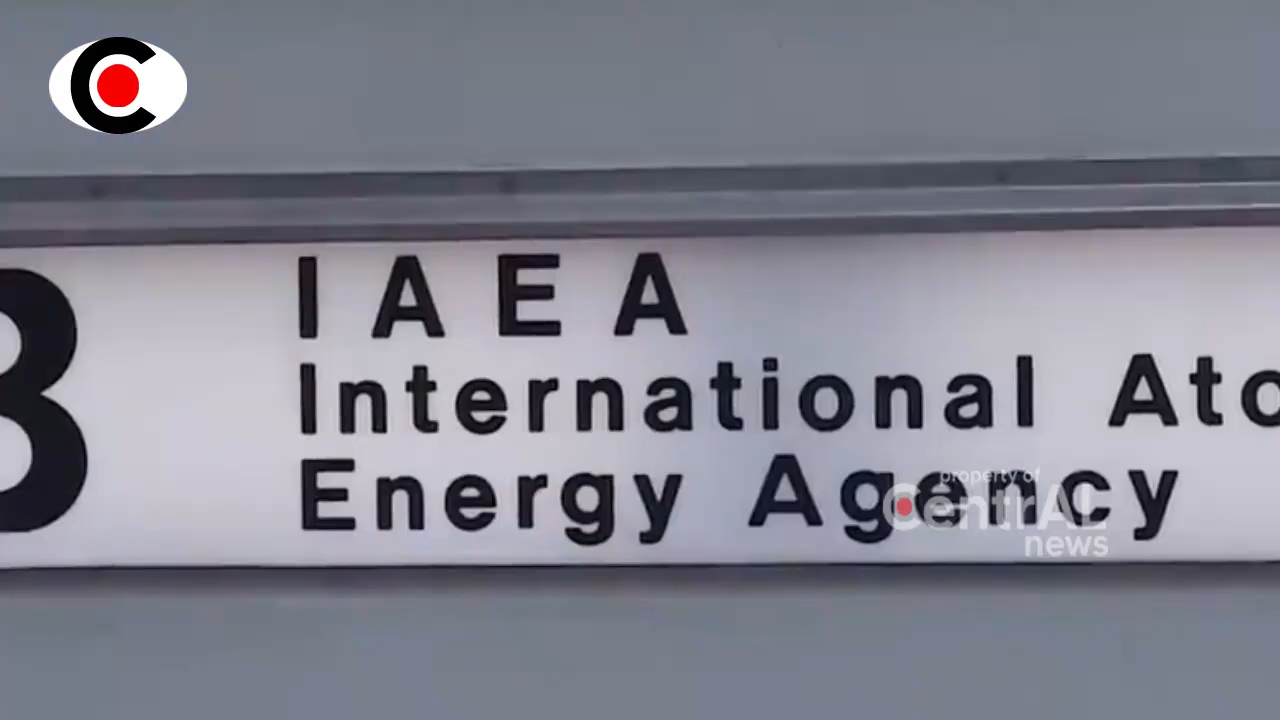 IAEA
International Ato
Energy Agency
property of
CentrAL
news